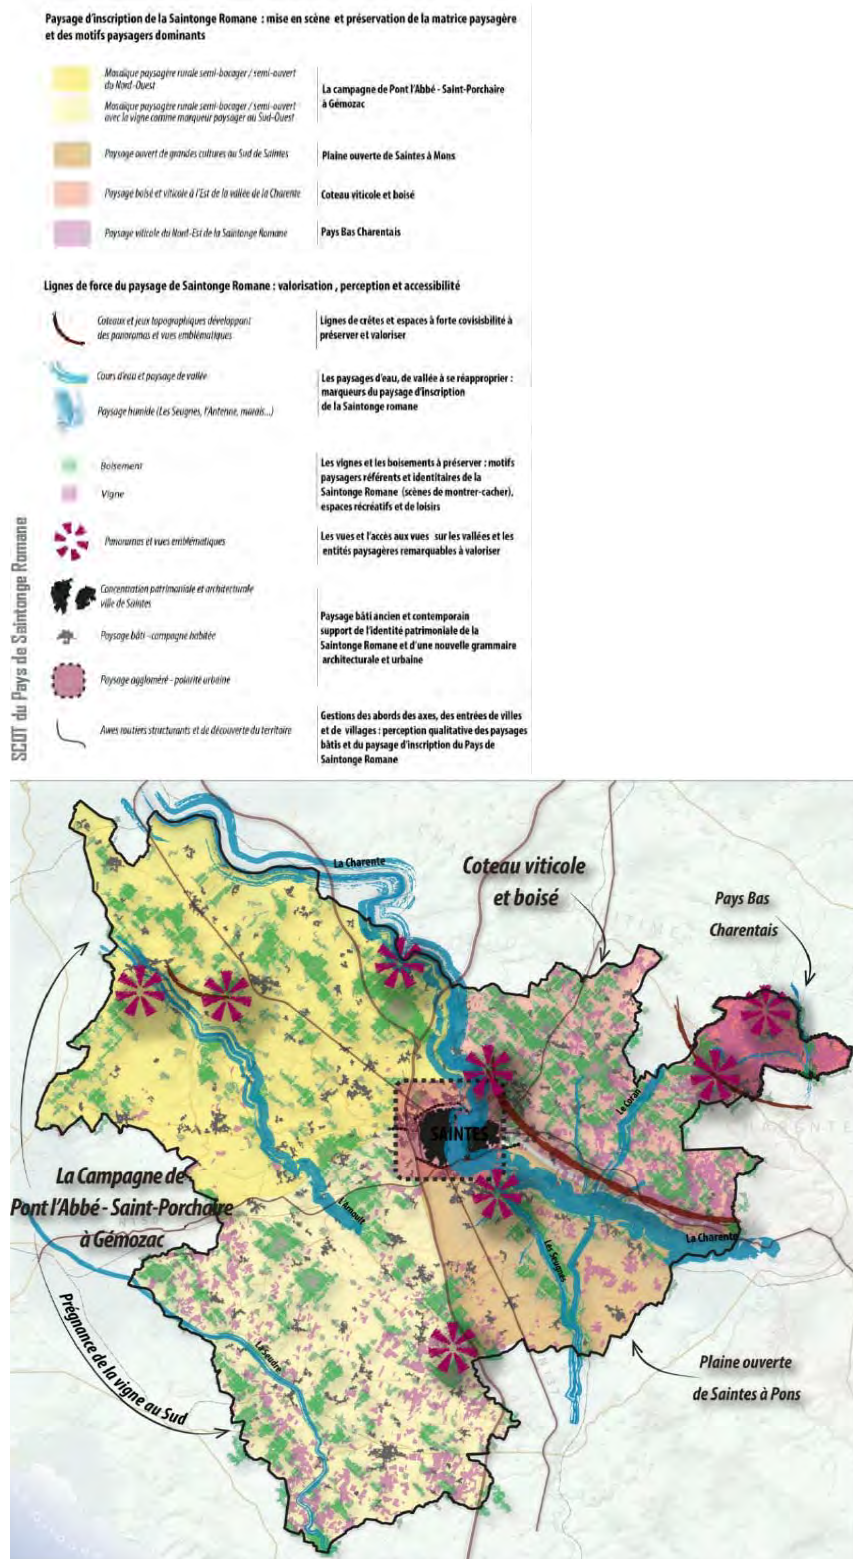 Paysage d'inscription de la Saintonge Romane : mise en scène et préservation de la matrice paysagère
et des motifs paysagers dominants
Mosaïque paysagère rurale semi-bocager / semi-ouvert
du Nord-Ouest
Mosaïque paysagère rurale semi-bocager / semi-ouvert
avec la vigne comme marqueur paysager au Sud-Ouest
La campagne de Pont l'Abbé - Saint-Porchaire
à Gémozac
Paysage ouvert de grandes cultures au Sud de Saintes
Plaine ouverte de Saintes à Mons
Paysage boisé et viticole à l'Est de la vallée de la Charente
Coteau viticole et boisé
Paysage viticole du Nord-Est de la Saintonge Romane
Pays Bas Charentais
Lignes de force du paysage de Saintonge Romane : valorisation , perception et accessibilité
Coteaux et jeux topographiques développant
des panoramas et vues emblématiques
Lignes de crêtes et espaces à forte covisisbilité à
préserver et valoriser
Cours d'eau et paysage de vallée
Paysage humide (Les Seugnes, l'Antenne, marais...)
Les paysages d'eau, de vallée à se réapproprier :
marqueurs du paysage d'inscription
de la Saintonge romane
Boisement
Vigne
Les vignes et les boisements à préserver : motifs
paysagers référents et identitaires de la
Saintonge Romane (scènes de montrer-cacher),
espaces récréatifs et de loisirs
Panoramas et vues emblématiques
Les vues et l'accès aux vues sur les vallées et les
entités paysagères remarquables à valoriser
Concentration patrimoniale et architecturale
ville de Saintes
Paysage bâti - campagne habitée
Paysage aggloméré - polarité urbaine
Paysage bâti ancien et contemporain
support de l'identité patrimoniale de la
Saintonge Romane et d'une nouvelle grammaire
architecturale et urbaine
Axes routiers structurants et de découverte du territoire
Gestions des abords des axes, des entrées de villes
et de villages : perception qualitative des paysages
bâtis et du paysage d'inscription du Pays de
Saintonge Romane
SCOT du Pays de Saintonge Romane
La Charente
Coteau viticole
et boisé
Pays Bas
Charentais
Le Coran
SAINTES
La Campagne de
Pont l'Abbé - Saint-Porchaire
à Gémozac
L'Arnoult
La Charente
Les Seugnes
Prégnance de la vigne au Sud
La Seudre
Plaine ouverte
de Saintes à Pons